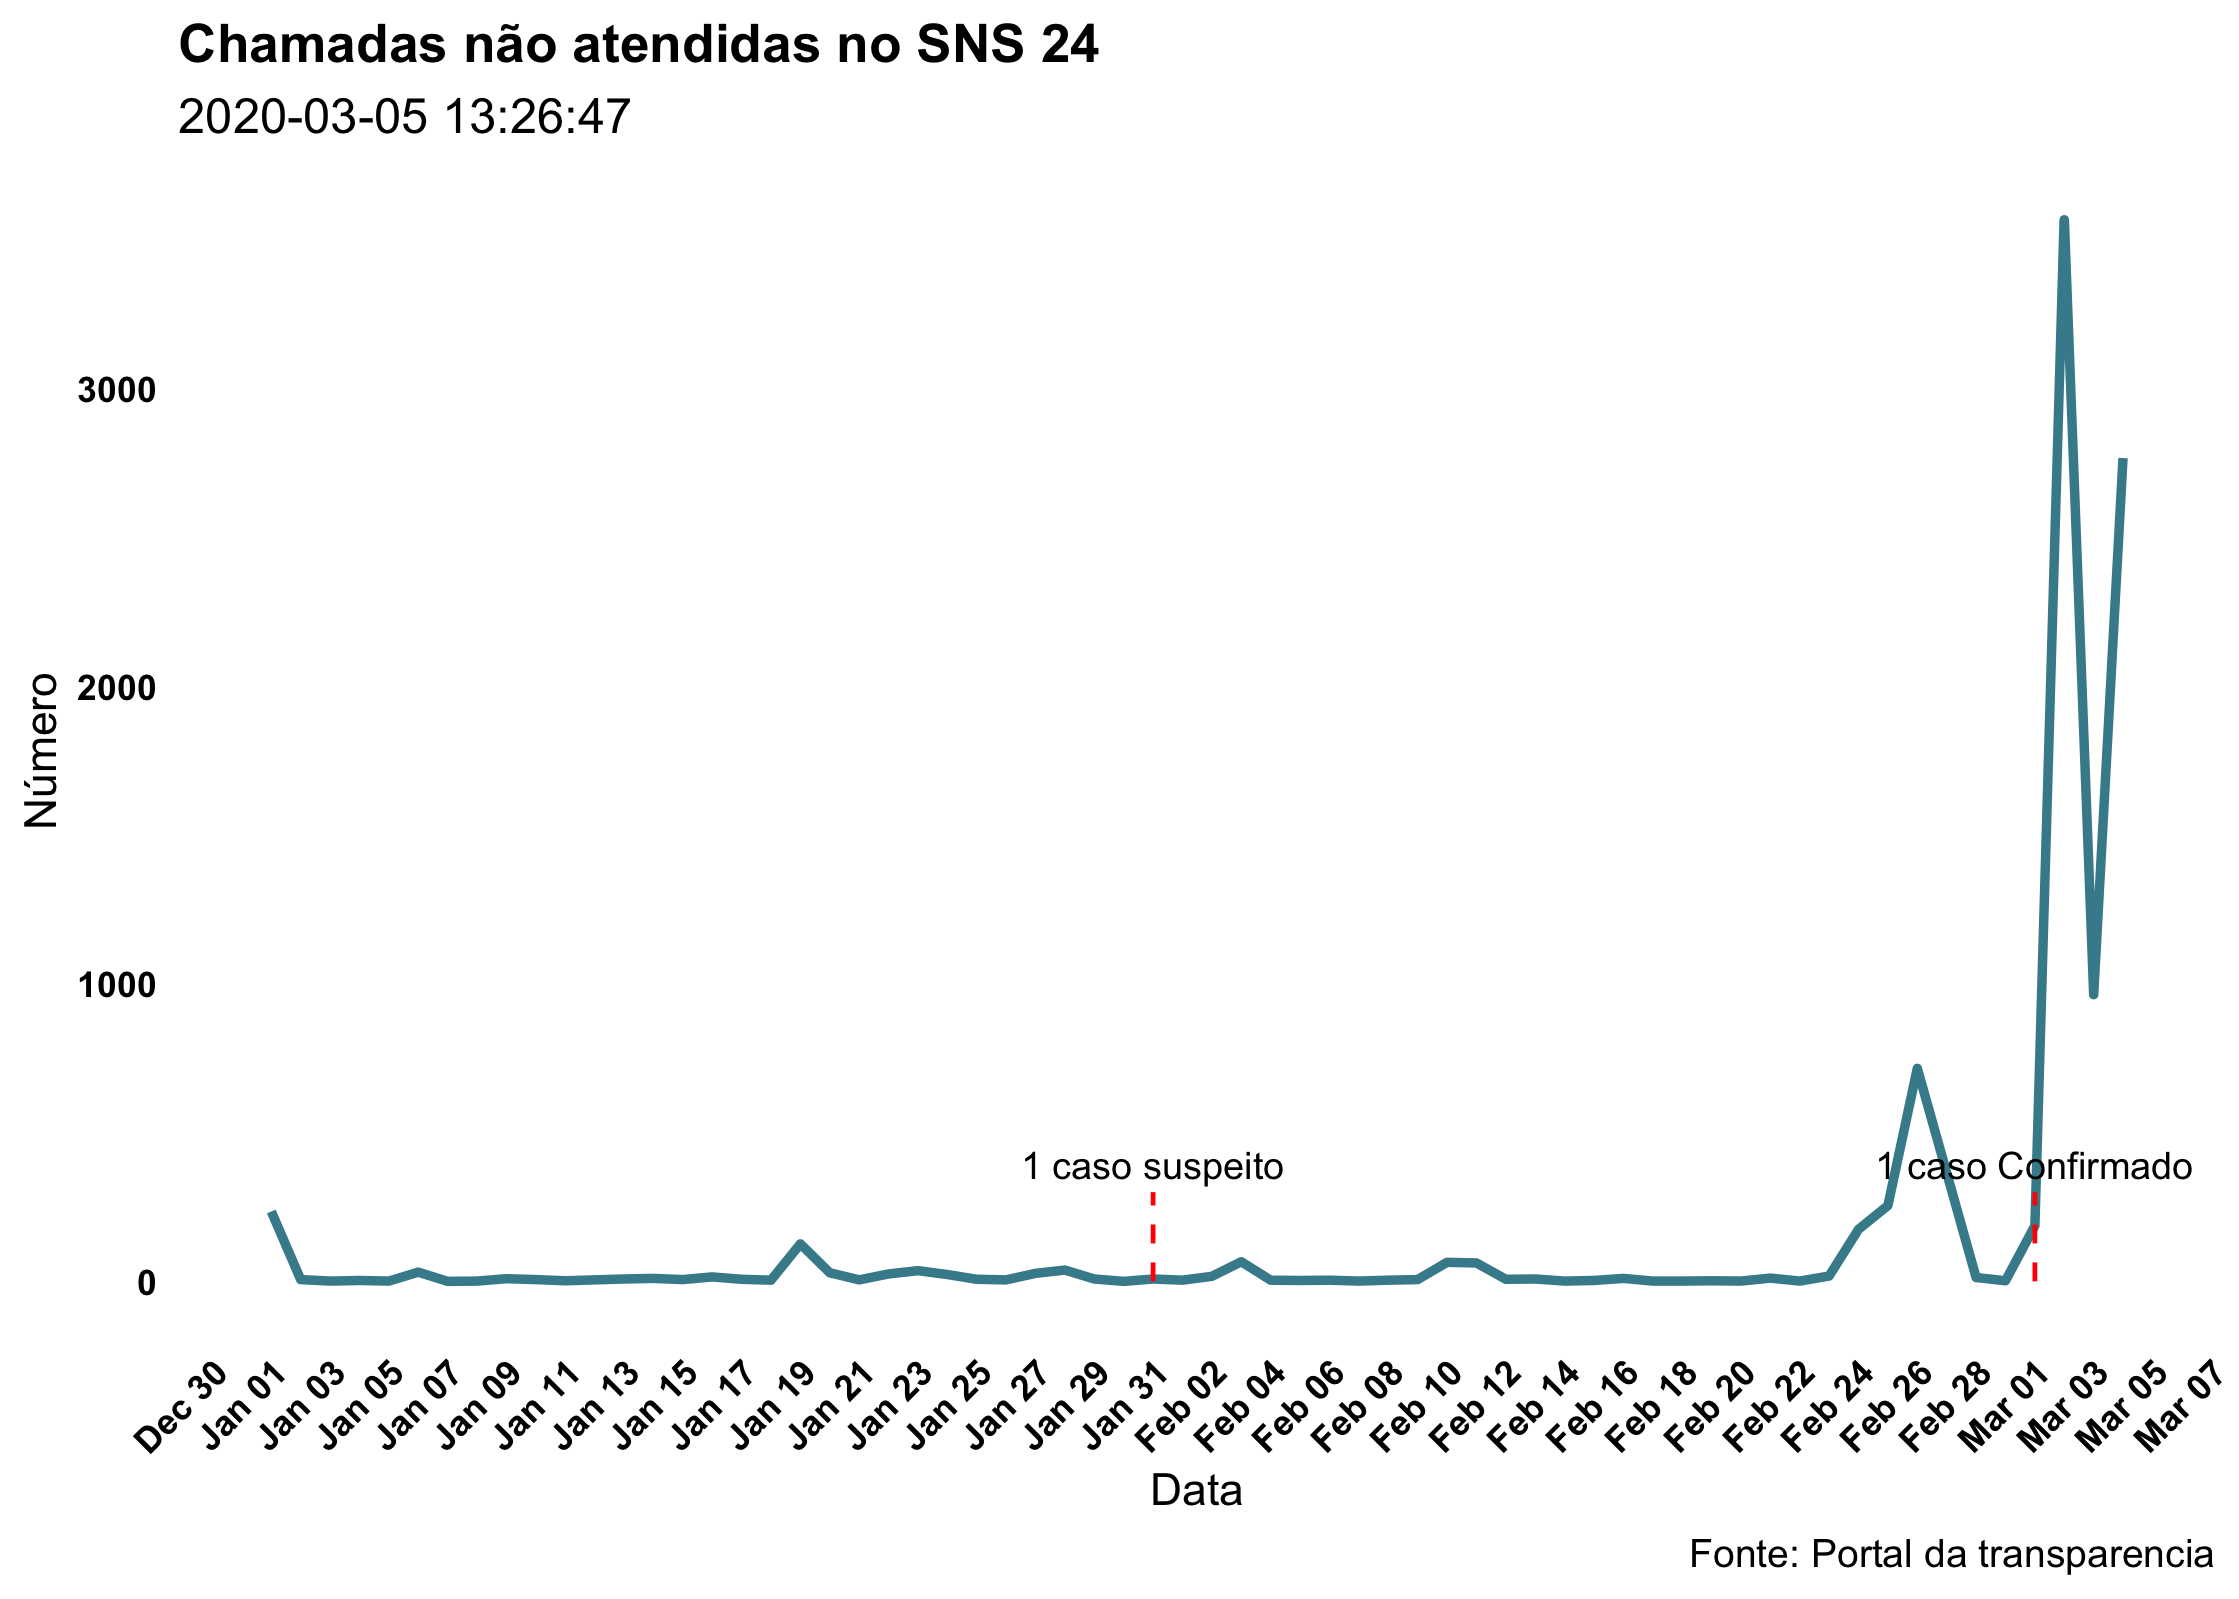 Chamadas não atendidas no SNS 24
2020-03-05 13:26:47
Número
3000
2000
1000
0
1 caso suspeito
1 caso Confirmado
Dec 30
Jan 01
Jan 03
Jan 05
Jan 07
Jan 09
Jan 11
Jan 13
Jan 15
Jan 17
Jan 19
Jan 21
Jan 23
Jan 25
Jan 27
Jan 29
Jan 31
Feb 02
Feb 04
Feb 06
Feb 08
Feb 10
Feb 12
Feb 14
Feb 16
Feb 18
Feb 20
Feb 22
Feb 24
Feb 26
Feb 28
Mar 01
Mar 03
Mar 05
Mar 07
Data
Fonte: Portal da transparencia